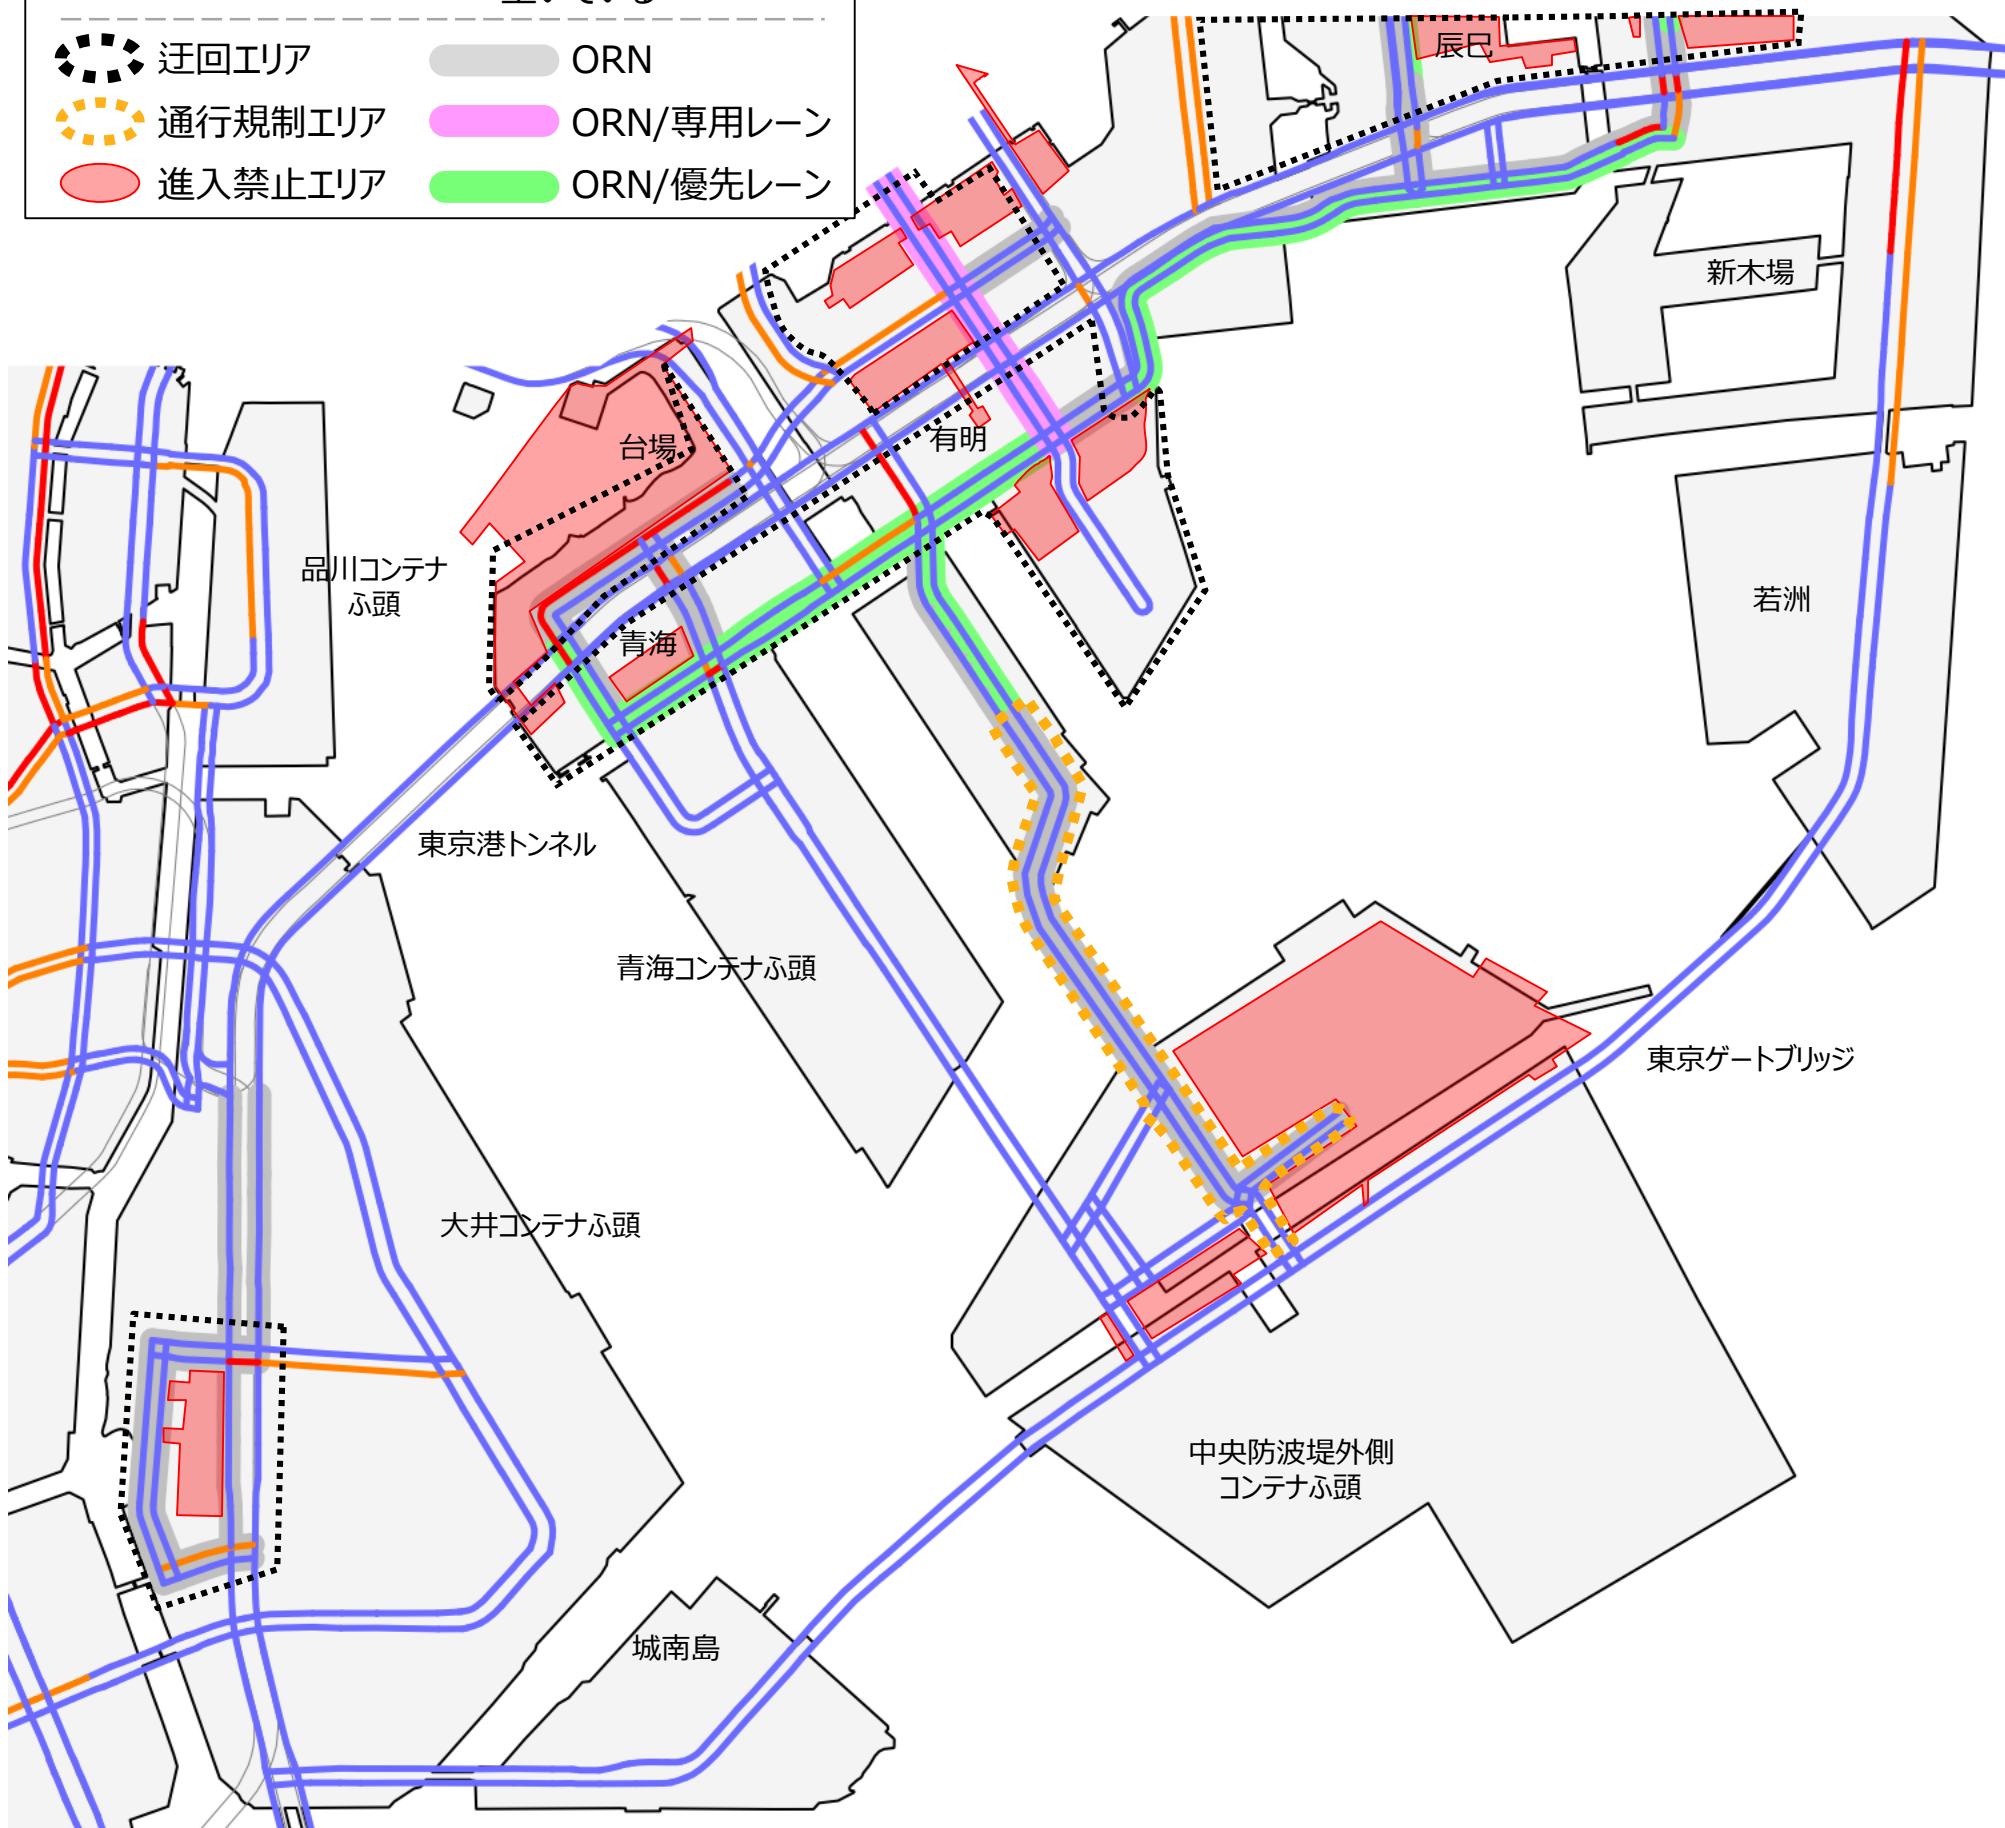 空いている
迂回エリア
ORN
通行規制エリア
ORN/専用レーン
進入禁止エリア
ORN/優先レーン
辰巳
新木場
台場
有明
品川コンテナ
ふ頭
若洲
青海
東京港トンネル
青海コンテナふ頭
東京ゲートブリッジ
大井コンテナふ頭
中央防波堤外側
コンテナふ頭
城南島